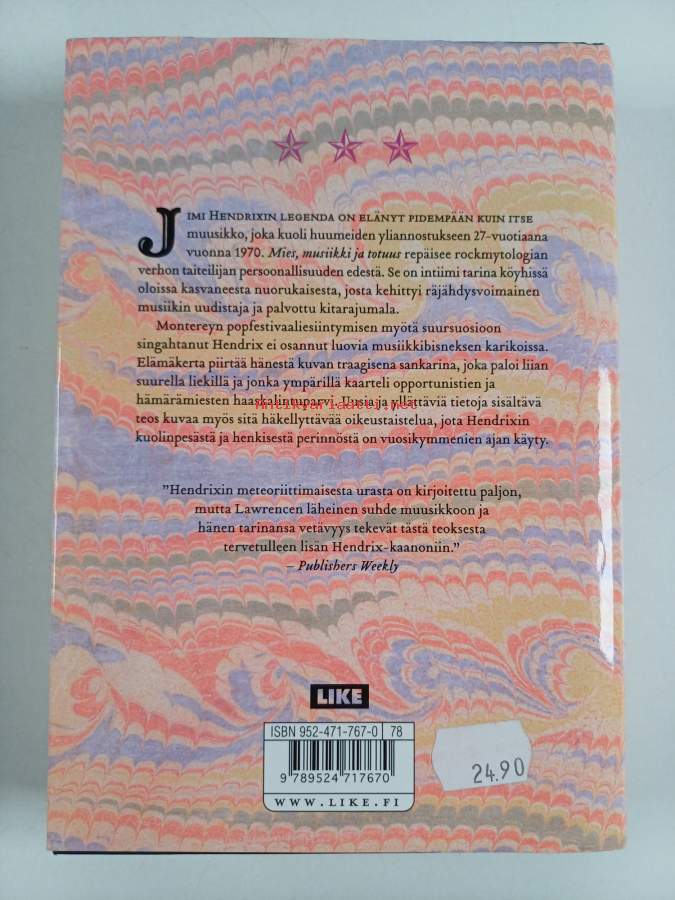 JIMI HENDRIXIN LEGENDA ON ELÄNYT PIDEMPÄÄN KUIN ITSE
muusikko, joka kuoli huumeiden yliannostukseen 27-vuotiaana
vuonna 1970. Mies, musiikki ja totuus repäisee rockmytologian
verhon taiteilijan persoonallisuuden edestä. Se on intiimi tarina köyhissä
oloissa kasvaneesta nuorukaisesta, josta kehittyi räjähdysvoimainen
musiikin uudistaja ja palvottu kitarajumala.
Montereyn popfestivaaliesiintymisen myötä suursuosioon
singahtanut Hendrix ei osannut luovia musiikkibisneksen karikoissa.
Elämäkerta piirtää hänestä kuvan traagisena sankarina, joka paloi liian
suurella liekillä ja jonka ympärillä kaarteli opportunistien ja
hämärämiesten haaskalintuparvi. Uusia ja yllättäviä tietoja sisältävä
Antikvariaatti.net
teos kuvaa myös sitä häkellyttävää oikeustaistelua, jota Hendrixin
kuolinpesästä ja henkisestä perinnöstä on vuosikymmenien ajan käyty.
”Hendrixin meteoriittimaisesta urasta on kirjoitettu paljon,
mutta Lawrencen läheinen suhde muusikkoon ja
hänen tarinansa vetävyys tekevät tästä teoksesta
tervetulleen lisän Hendrix-kaanoniin.”
– Publishers Weekly
LIKE
ISBN 952-471-767-0 78
9 789524 717670
WWW.LIKE.FI
24.90